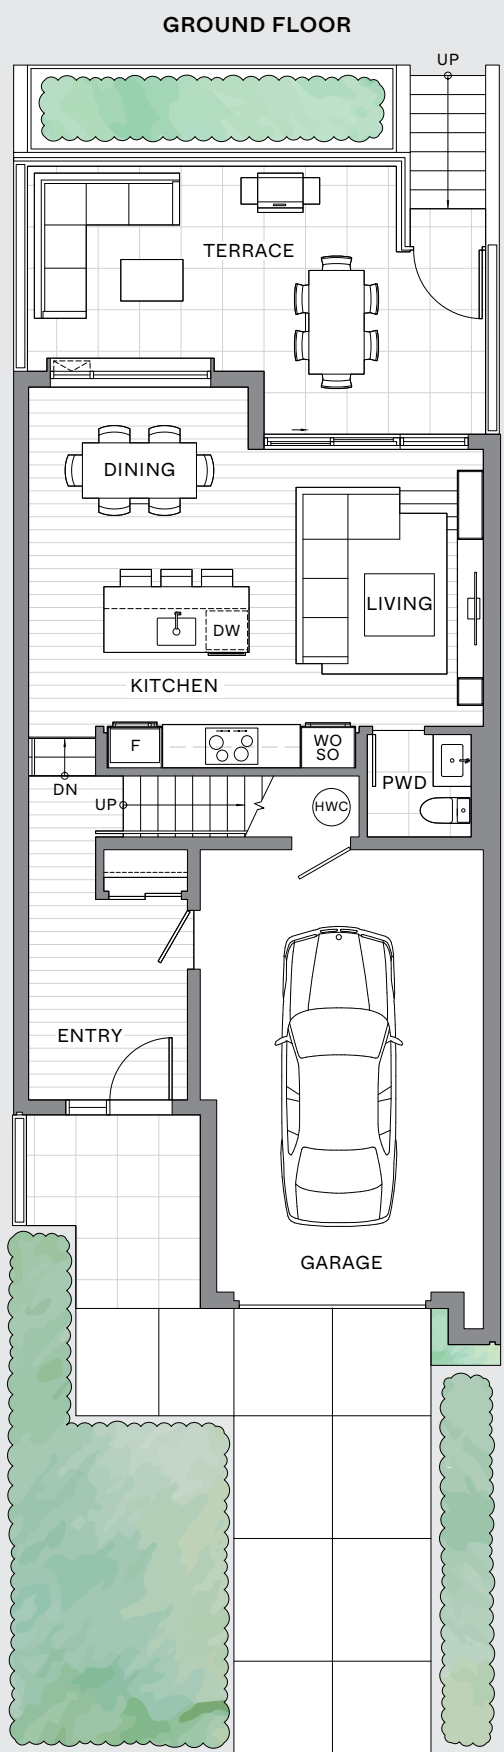 GROUND FLOOR
UP
TERRACE
DINING
LIVING
DW
KITCHEN
F
WO
SO
PWD
DN
UP
HWC
ENTRY
GARAGE